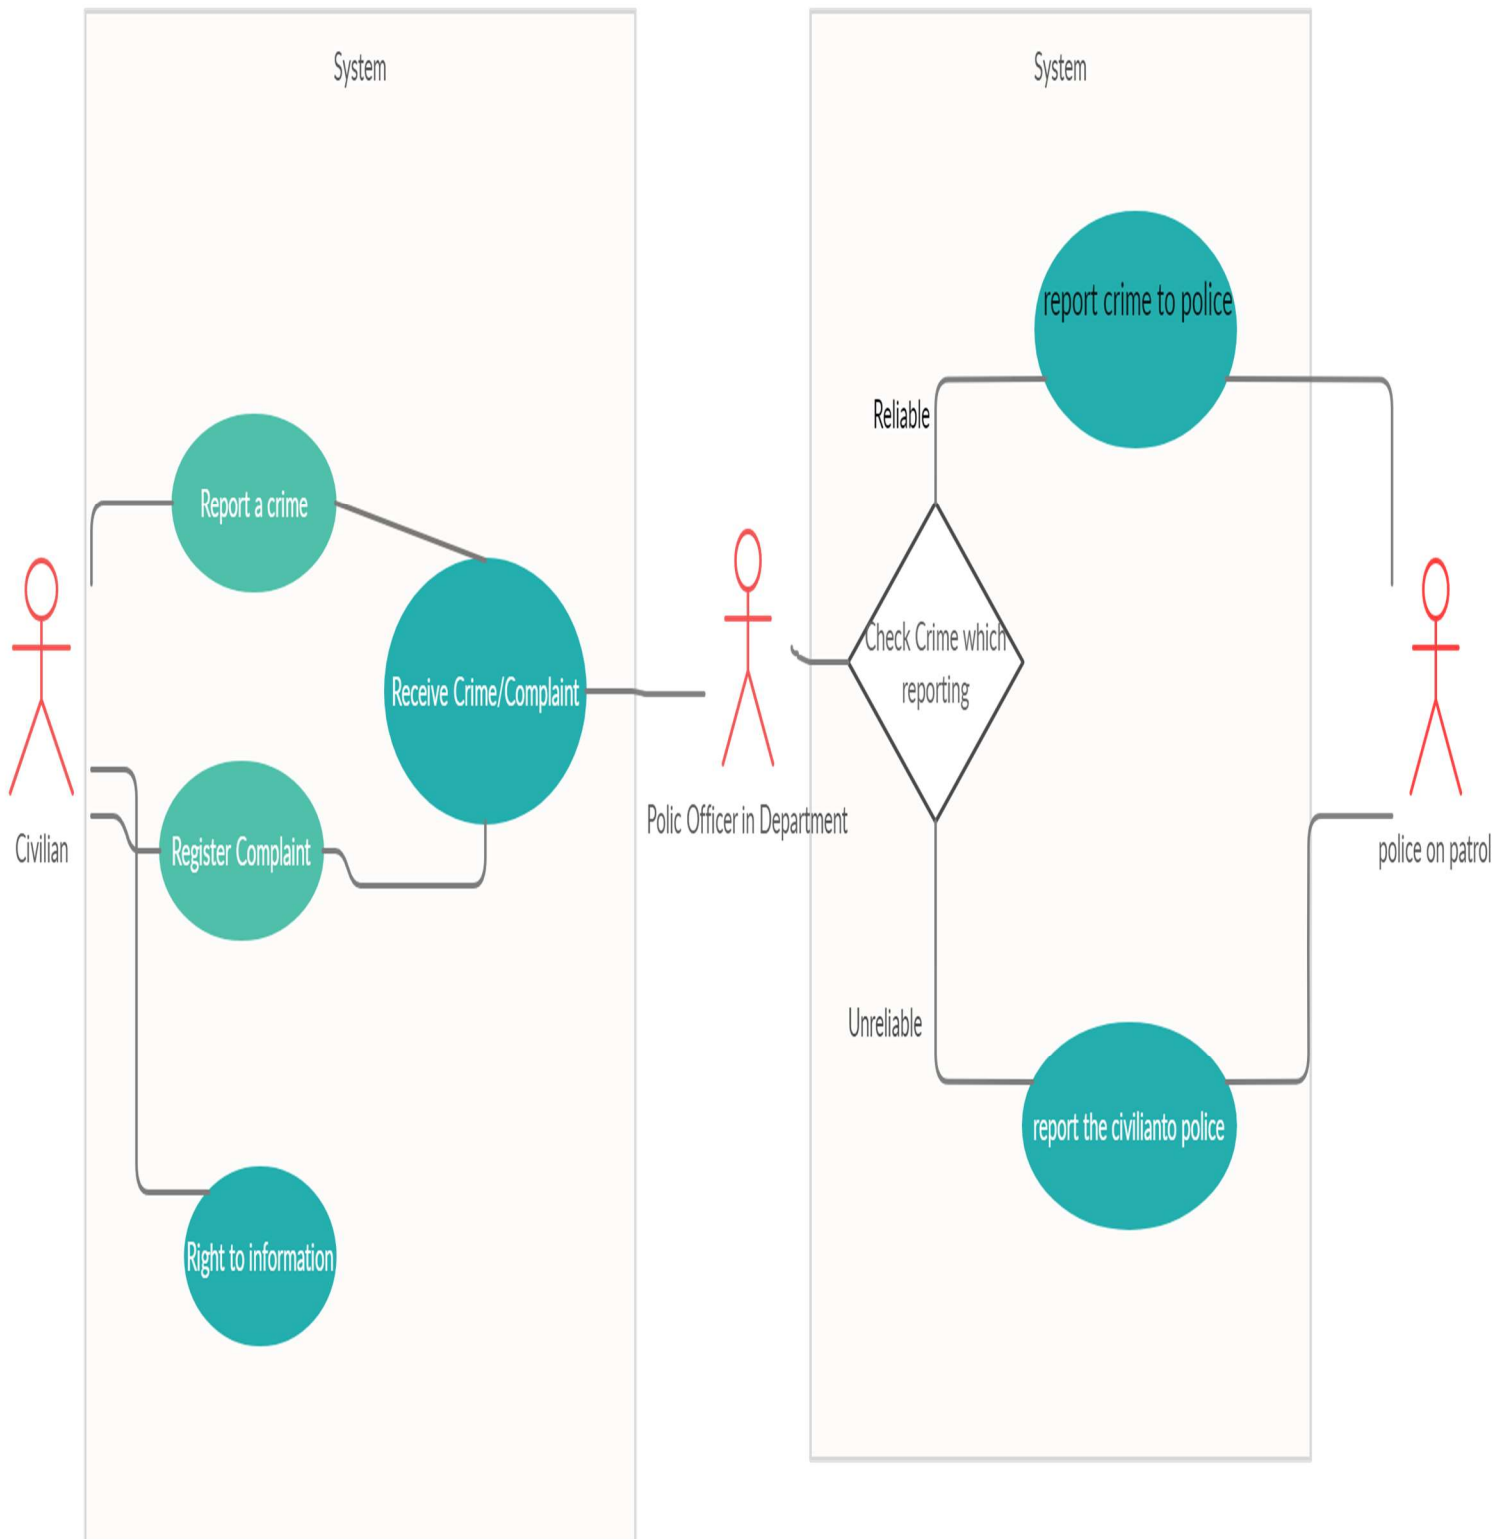 System
System
report crime to police
Reliable
Report a crime
Check Crime which
reporting
Receive Crime/Complaint
Polic Officer in Department
Civilian
Register Complaint
police on patrol
Unreliable
report the civilianto police
Right to information